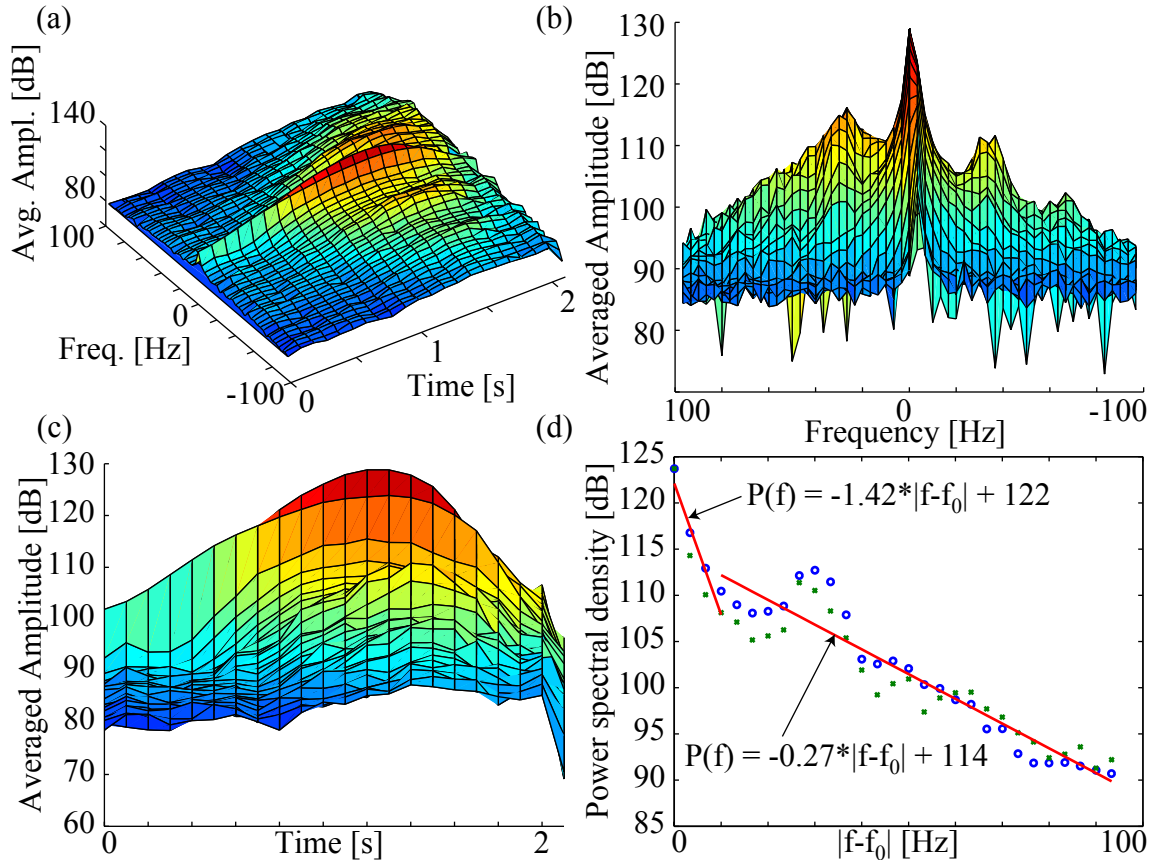 (a)
Avg. Ampl. [dB]
140
80
80
100
0
-100
Freq. [Hz]
0
1
2
Time [s]
(b)
Averaged Amplitude [dB]
130
120
110
100
90
80
100
0
-100
Frequency [Hz]
(c)
Averaged Amplitude [dB]
130
120
110
100
90
80
70
60
0
2
Time [s]
(d)
Power spectral density [dB]
125
120
115
110
105
100
95
90
85
0
100
|f-f₀| [Hz]
P(f) = -1.42*|f-f₀| + 122
P(f) = -0.27*|f-f₀| + 114